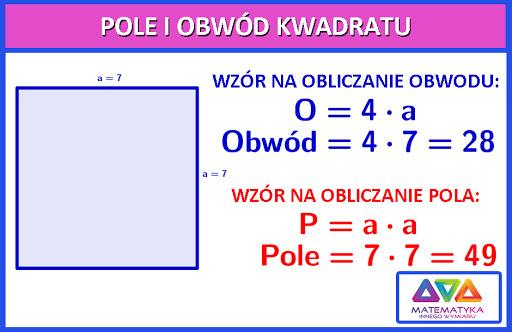 POLE I OBWÓD KWADRATU
a = 7
WZÓR NA OBLICZANIE OBWODU:
O = 4 · a
Obwód = 4 · 7 = 28
a = 7
WZÓR NA OBLICZANIE POLA:
P = a · a
Pole = 7 · 7 = 49
MATEMATYKA
INNEGO WYMIARU